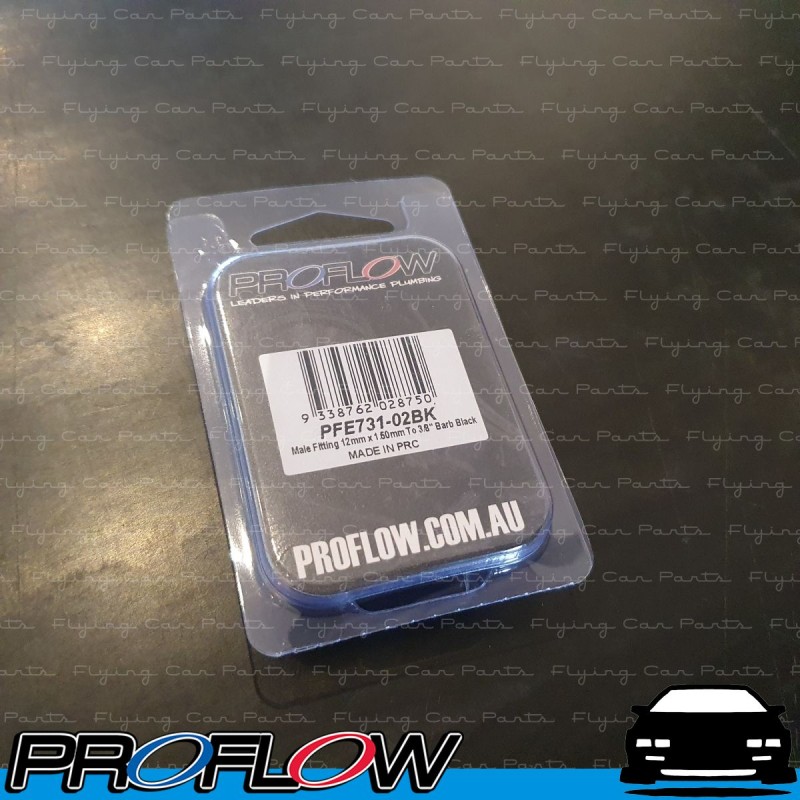 Flying Car Parts
PROFLOW
LEADERS IN PERFORMANCE PLUMBING
9 338762 028750
PFE731-02BK
Male Fitting 12mm x 1.50mm To 3/8" Barb Black
MADE IN PRC
PROFLOW.COM.AU
PROFLOW